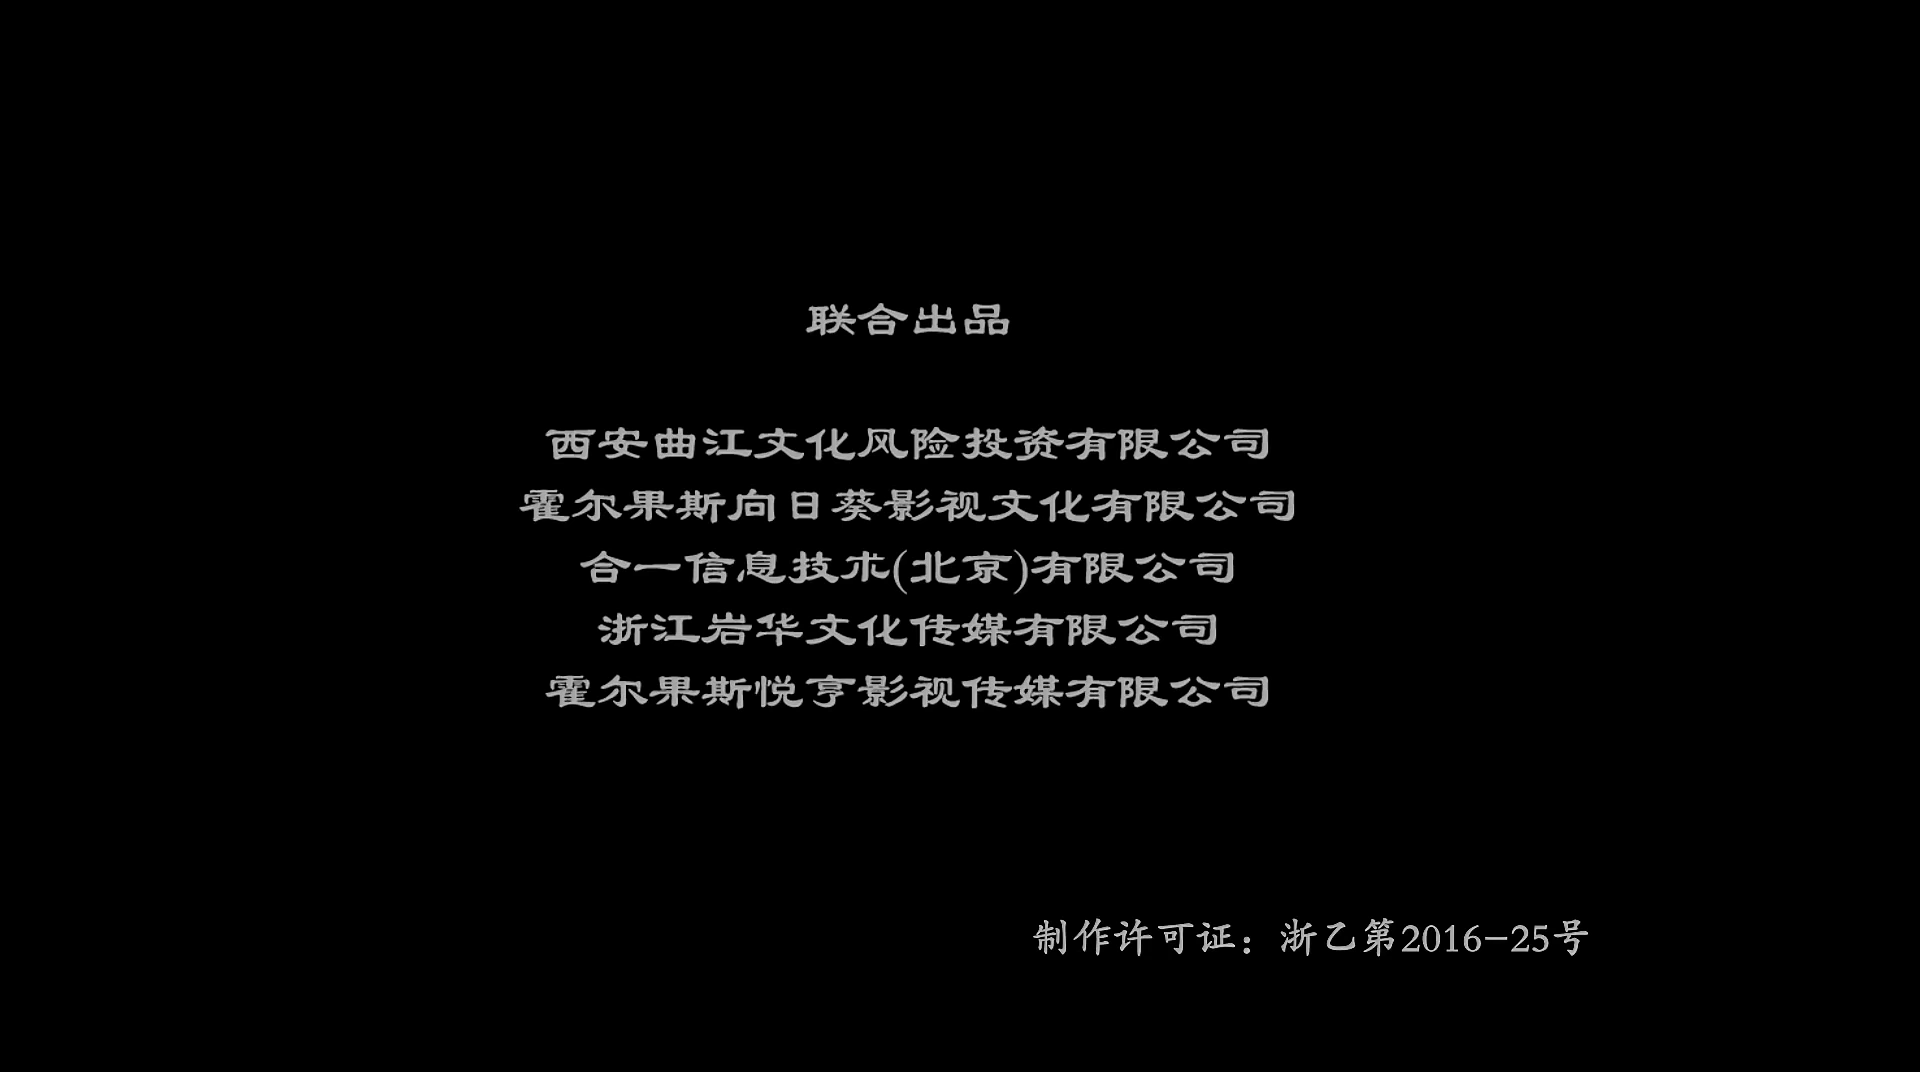 联合出品
西安曲江文化风险投资有限公司
霍尔果斯向日葵影视文化有限公司
合一信息技术(北京)有限公司
浙江岩华文化传媒有限公司
霍尔果斯悦亨影视传媒有限公司
制作许可证：浙乙第2016-25号